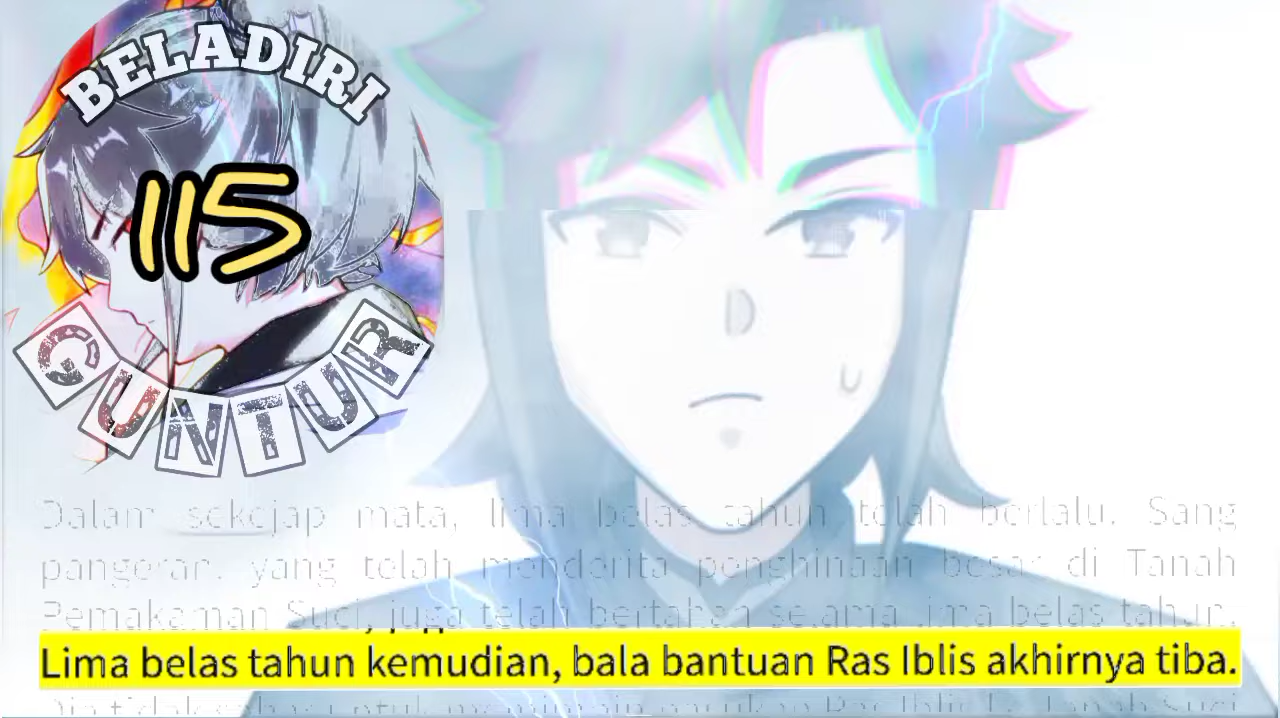 BELADIRI
115
GUNTUR
Dalam sekejap mata, lima belas tahun telah berlalu. Sang
pangeran, yang telah menderita penghinaan besar di Tanah
Pemakaman Suci, juga telah bertahan selama lima belas tahun.
Lima belas tahun kemudian, bala bantuan Ras Iblis akhirnya tiba.